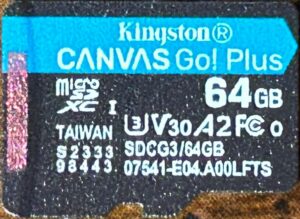 Kingston®
CANVAS Go! Plus
micro SD XC I 64GB
U3 V30 A2 FC
TAIWAN SDCG3/64GB
S2333 07541-E04.A00LFTS
96443